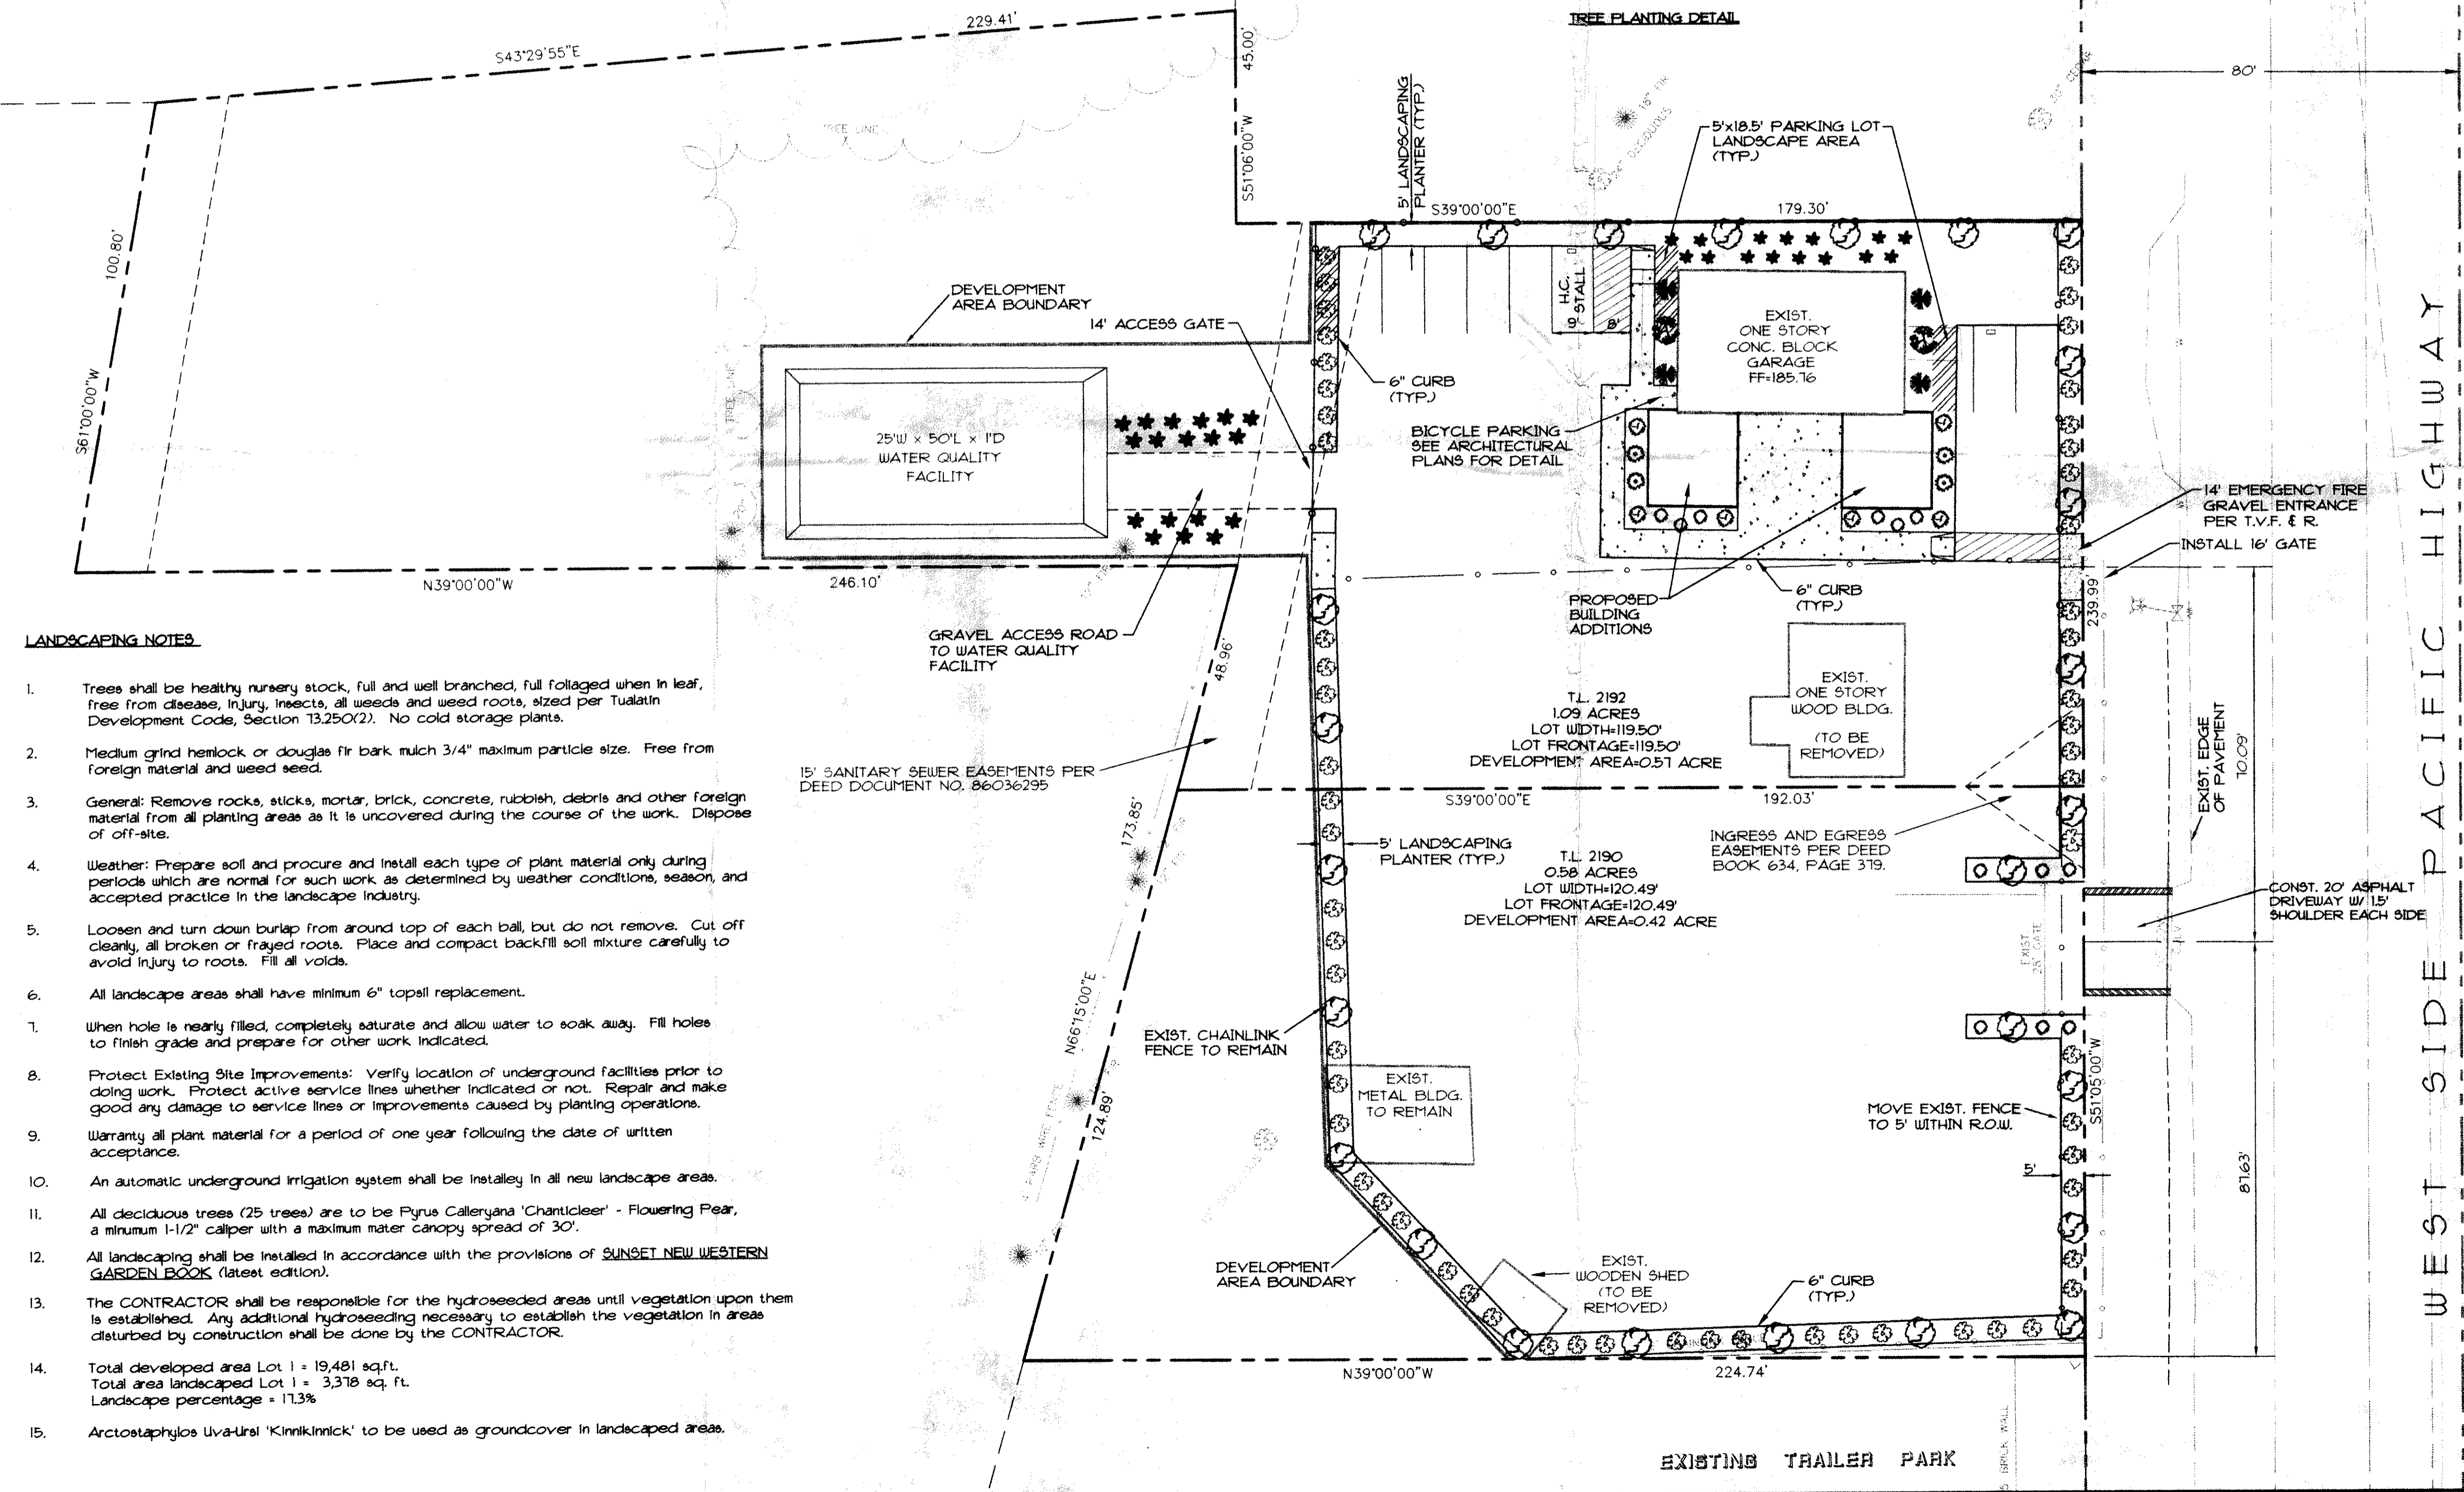 TREE PLANTING DETAIL
S43°29'55"E
229.41'
45.00'
S51°06'00"W
100.80'
S61°00'00"W
TREE LINE
TREE LINE
N39°00'00"W
246.10'
5' LANDSCAPING
PLANTER (TYP.)
18" FIR
DECIDUOUS
5'x18.5' PARKING LOT
LANDSCAPE AREA
(TYP.)
80'
S39°00'00"E
179.30'
DEVELOPMENT
AREA BOUNDARY
14' ACCESS GATE
H.C.
STALL
9'
8'
6" CURB
(TYP.)
EXIST.
ONE STORY
CONC. BLOCK
GARAGE
FF=185.76
25'W x 50'L x 1'D
WATER QUALITY
FACILITY
BICYCLE PARKING
SEE ARCHITECTURAL
PLANS FOR DETAIL
14' EMERGENCY FIRE
GRAVEL ENTRANCE
PER T.V.F. & R.
INSTALL 16' GATE
239.99'
PROPOSED
BUILDING
ADDITIONS
6" CURB
(TYP.)
GRAVEL ACCESS ROAD
TO WATER QUALITY
FACILITY
48.96'
EXIST.
ONE STORY
WOOD BLDG.
(TO BE
REMOVED)
T.L. 2192
1.09 ACRES
LOT WIDTH=119.50'
LOT FRONTAGE=119.50'
DEVELOPMENT AREA=0.57 ACRE
EXIST. EDGE
OF PAVEMENT
70.09'
15' SANITARY SEWER EASEMENTS PER
DEED DOCUMENT NO. 86036295
S39°00'00"E
192.03'
173.85'
5' LANDSCAPING
PLANTER (TYP.)
INGRESS AND EGRESS
EASEMENTS PER DEED
BOOK 634, PAGE 379.
T.L. 2190
0.58 ACRES
LOT WIDTH=120.49'
LOT FRONTAGE=120.49'
DEVELOPMENT AREA=0.42 ACRE
CONST. 20' ASPHALT
DRIVEWAY W/ 1.5'
SHOULDER EACH SIDE
EXIST
28' GATE
N66°15'00"E
124.89'
EXIST. CHAINLINK
FENCE TO REMAIN
EXIST.
METAL BLDG.
TO REMAIN
MOVE EXIST. FENCE
TO 5' WITHIN R.O.W.
S51°05'00"W
5'
87.63'
DEVELOPMENT
AREA BOUNDARY
EXIST.
WOODEN SHED
(TO BE
REMOVED)
6" CURB
(TYP.)
N39°00'00"W
224.74'
BRICK WALL
EXISTING TRAILER PARK
WEST SIDE PACIFIC HIGHWAY
LANDSCAPING NOTES
1. Trees shall be healthy nursery stock, full and well branched, full foliaged when in leaf,
free from disease, injury, insects, all weeds and weed roots, sized per Tualatin
Development Code, Section 73.250(2). No cold storage plants.
2. Medium grind hemlock or douglas fir bark mulch 3/4" maximum particle size. Free from
foreign material and weed seed.
3. General: Remove rocks, sticks, mortar, brick, concrete, rubbish, debris and other foreign
material from all planting areas as it is uncovered during the course of the work. Dispose
of off-site.
4. Weather: Prepare soil and procure and install each type of plant material only during
periods which are normal for such work as determined by weather conditions, season, and
accepted practice in the landscape industry.
5. Loosen and turn down burlap from around top of each ball, but do not remove. Cut off
cleanly, all broken or frayed roots. Place and compact backfill soil mixture carefully to
avoid injury to roots. Fill all voids.
6. All landscape areas shall have minimum 6" topsil replacement.
7. When hole is nearly filled, completely saturate and allow water to soak away. Fill holes
to finish grade and prepare for other work indicated.
8. Protect Existing Site Improvements: Verify location of underground facilities prior to
doing work. Protect active service lines whether indicated or not. Repair and make
good any damage to service lines or improvements caused by planting operations.
9. Warranty all plant material for a period of one year following the date of written
acceptance.
10. An automatic underground irrigation system shall be installey in all new landscape areas.
11. All deciduous trees (25 trees) are to be Pyrus Calleryana 'Chanticleer' - Flowering Pear,
a minumum 1-1/2" caliper with a maximum mater canopy spread of 30'.
12. All landscaping shall be installed in accordance with the provisions of SUNSET NEW WESTERN
GARDEN BOOK (latest edition).
13. The CONTRACTOR shall be responsible for the hydroseeded areas until vegetation upon them
is established. Any additional hydroseeding necessary to establish the vegetation in areas
disturbed by construction shall be done by the CONTRACTOR.
14. Total developed area Lot 1 = 19,481 sq.ft.
Total area landscaped Lot 1 = 3,378 sq. ft.
Landscape percentage = 17.3%
15. Arctostaphylos Uva-Ursi 'Kinnikinnick' to be used as groundcover in landscaped areas.